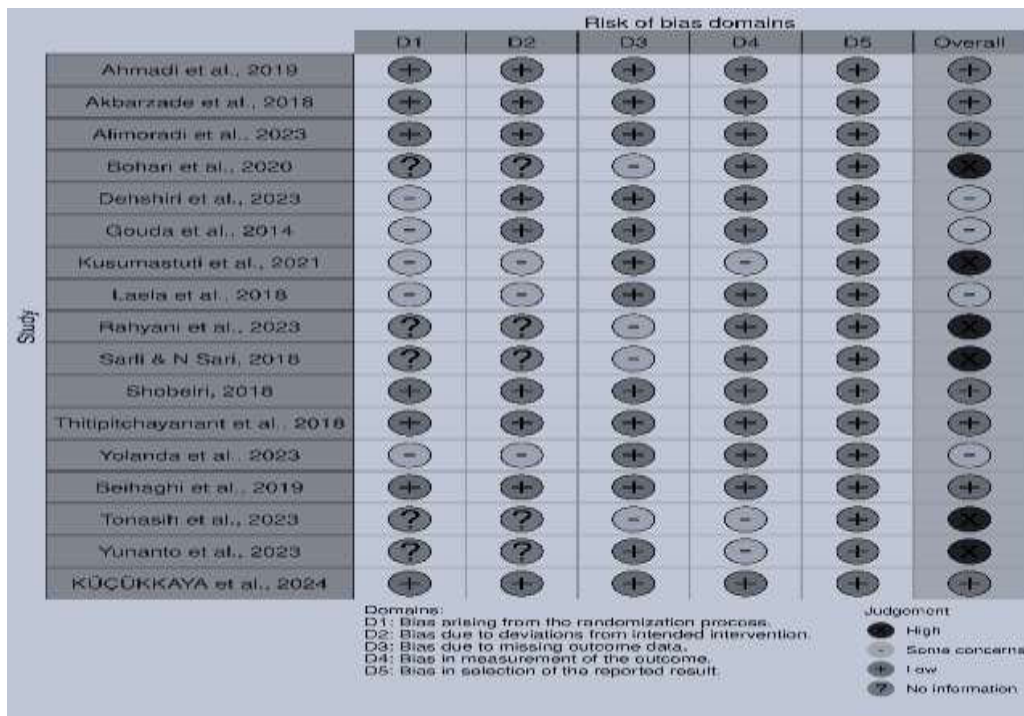 Risk of bias domains
D1 D2 D3 D4 D5 Overall
Study
Ahmadi et al., 2019 + + + + + +
Akbarzade et al., 2018 + + + + + +
Alimoradi et al., 2023 + + + + + +
Bohari et al., 2020 ? ? - + + X
Dehshiri et al., 2023 - + + + + -
Gouda et al., 2014 - + + + + -
Kusumastuti et al., 2021 - - + - + X
Laela et al., 2018 - - + + + -
Rahyani et al., 2023 ? ? - + + X
Sarli & N Sari, 2018 ? ? - + + X
Shobeiri, 2018 + + + + + +
Thitipitchayanant et al., 2018 + + + + + +
Yolanda et al., 2023 - - + + + -
Beihaghi et al., 2019 + + + + + +
Tonasih et al., 2023 ? ? - - + X
Yunanto et al., 2023 ? ? + - + X
KÜÇÜKKAYA et al., 2024 + + + + + +
Domains:
D1: Bias arising from the randomization process.
D2: Bias due to deviations from intended intervention.
D3: Bias due to missing outcome data.
D4: Bias in measurement of the outcome.
D5: Bias in selection of the reported result.
Judgement
X High
- Some concerns
+ Low
? No information